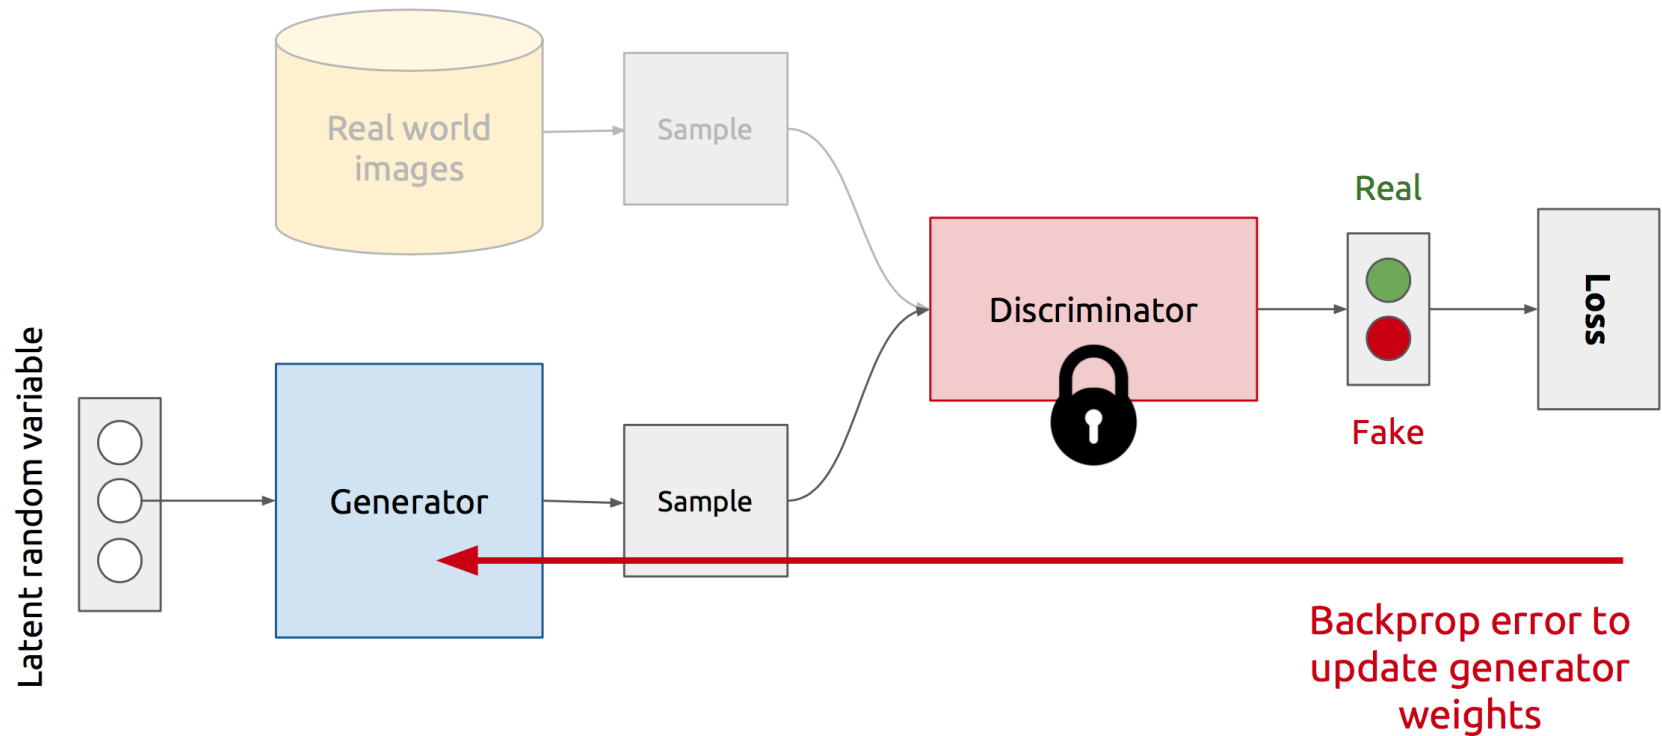 Real world
images
Sample
Real
Discriminator
Loss
Fake
Latent random variable
Generator
Sample
Backprop error to
update generator
weights